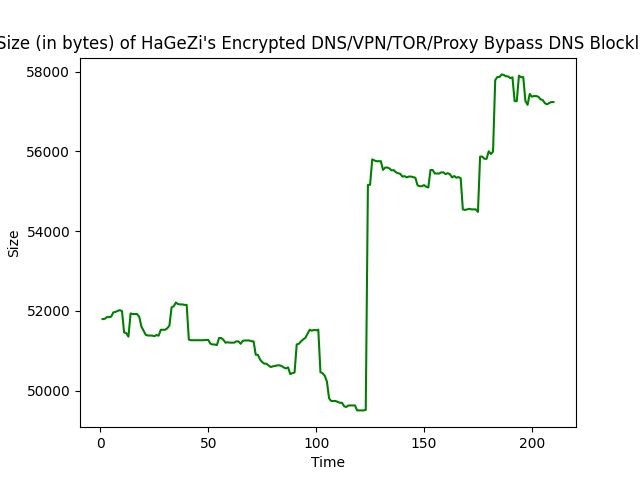 Size (in bytes) of HaGeZi's Encrypted DNS/VPN/TOR/Proxy Bypass DNS Blockl
58000
56000
54000
52000
50000
Size
0 50 100 150 200
Time